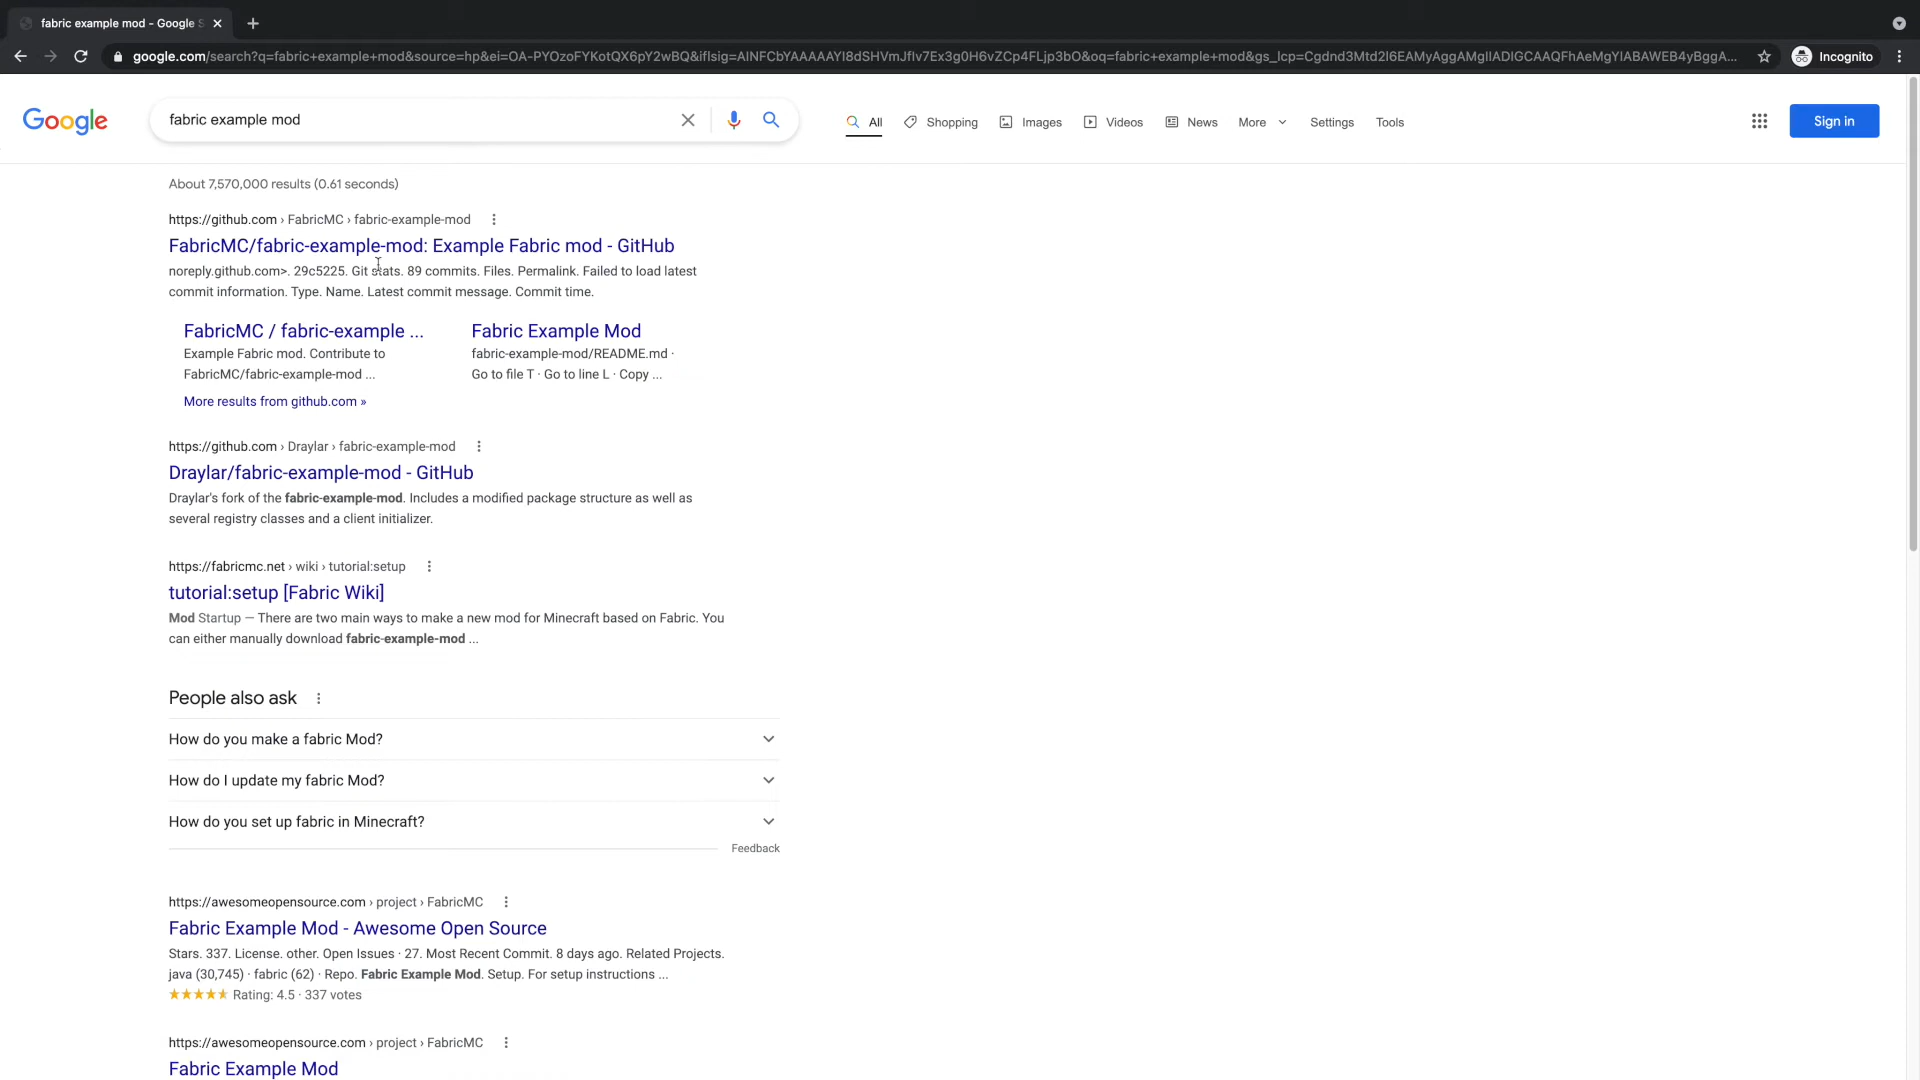 fabric example mod - Google S
google.com/search?q=fabric+example+mod&source=hp&ei=OA-PYOzoFYKotQX6pY2wBQ&iflsig=AINFCbYAAAAAYI8dSHVmJfIv7Ex3g0H6vZCp4FLjp3bO&oq=fabric+example+mod&gs_lcp=Cgdnd3Mtd2l6EAMyAggAMgIIADIGCAAQFhAeMgYIABAWEB4yBggA...
Incognito
Google
fabric example mod
All
Shopping
Images
Videos
News
More
Settings
Tools
Sign in
About 7,570,000 results (0.61 seconds)
https://github.com › FabricMC › fabric-example-mod
FabricMC/fabric-example-mod: Example Fabric mod - GitHub
noreply.github.com>. 29c5225. Git stats. 89 commits. Files. Permalink. Failed to load latest
commit information. Type. Name. Latest commit message. Commit time.
FabricMC / fabric-example ...
Example Fabric mod. Contribute to
FabricMC/fabric-example-mod ...
Fabric Example Mod
fabric-example-mod/README.md ·
Go to file T · Go to line L · Copy ...
More results from github.com »
https://github.com › Draylar › fabric-example-mod
Draylar/fabric-example-mod - GitHub
Draylar's fork of the fabric-example-mod. Includes a modified package structure as well as
several registry classes and a client initializer.
https://fabricmc.net › wiki › tutorial:setup
tutorial:setup [Fabric Wiki]
Mod Startup — There are two main ways to make a new mod for Minecraft based on Fabric. You
can either manually download fabric-example-mod ...
People also ask
How do you make a fabric Mod?
How do I update my fabric Mod?
How do you set up fabric in Minecraft?
Feedback
https://awesomeopensource.com › project › FabricMC
Fabric Example Mod - Awesome Open Source
Stars. 337. License. other. Open Issues · 27. Most Recent Commit. 8 days ago. Related Projects.
java (30,745) · fabric (62) · Repo. Fabric Example Mod. Setup. For setup instructions ...
Rating: 4.5 · 337 votes
https://awesomeopensource.com › project › FabricMC
Fabric Example Mod